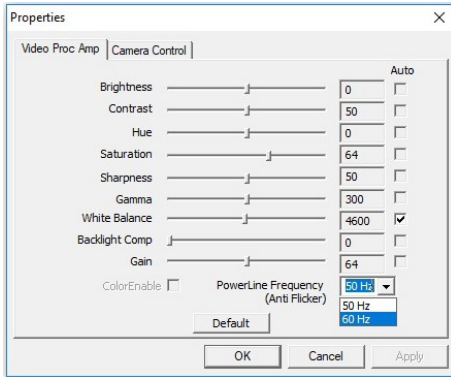 Properties
Video Proc Amp Camera Control
Auto
Brightness 0
Contrast 50
Hue 0
Saturation 64
Sharpness 50
Gamma 300
White Balance 4600
Backlight Comp 0
Gain 64
ColorEnable PowerLine Frequency 50 Hz
(Anti Flicker) 50 Hz
60 Hz
Default
OK Cancel Apply